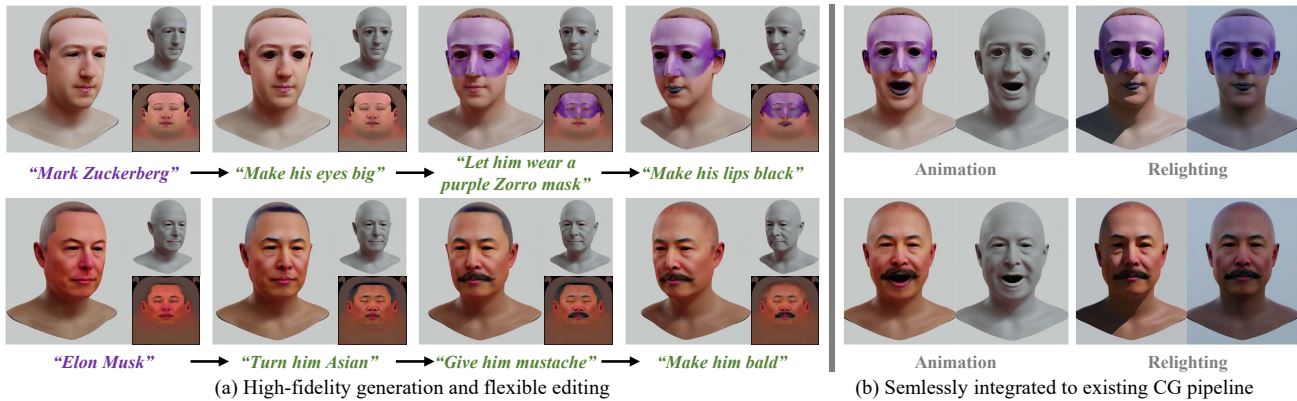 “Mark Zuckerberg”
“Make his eyes big”
“Let him wear a
purple Zorro mask”
“Make his lips black”
Animation
Relighting
“Elon Musk”
“Turn him Asian”
“Give him mustache”
“Make him bald”
Animation
Relighting
(a) High-fidelity generation and flexible editing
(b) Semlessly integrated to existing CG pipeline